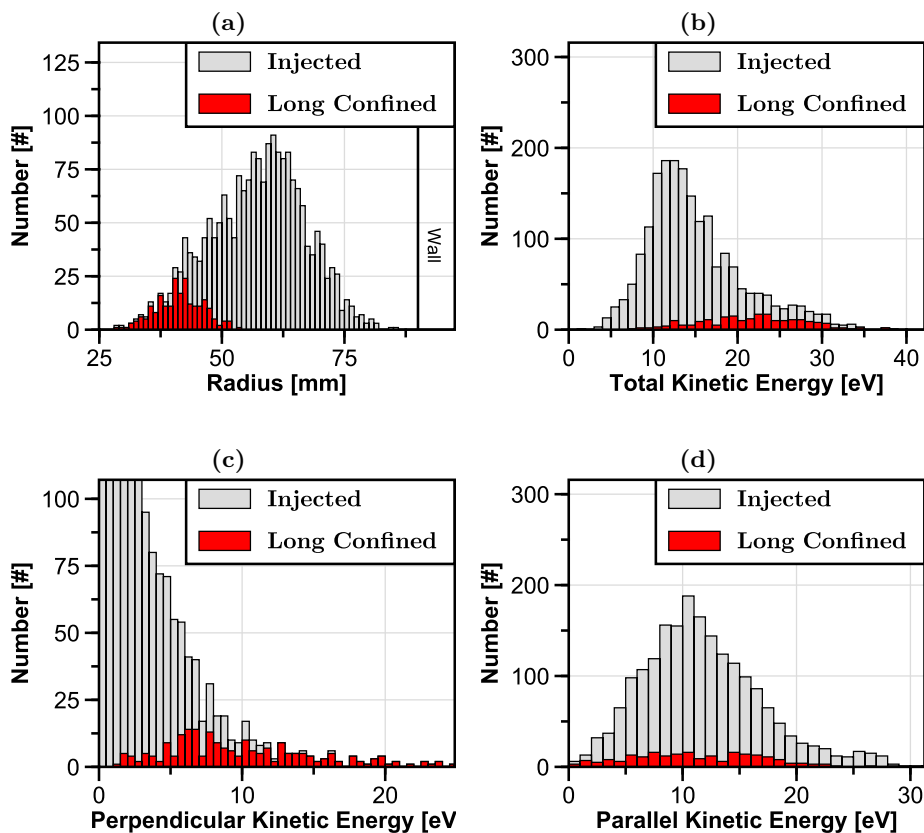 (a)
Number [#]
125
100
75
50
25
0
Injected
Long Confined
Wall
25
50
75
Radius [mm]
(b)
Number [#]
300
200
100
0
Injected
Long Confined
0
10
20
30
40
Total Kinetic Energy [eV]
(c)
Number [#]
100
75
50
25
0
Injected
Long Confined
0
10
20
Perpendicular Kinetic Energy [eV
(d)
Number [#]
300
200
100
0
Injected
Long Confined
0
10
20
30
Parallel Kinetic Energy [eV]